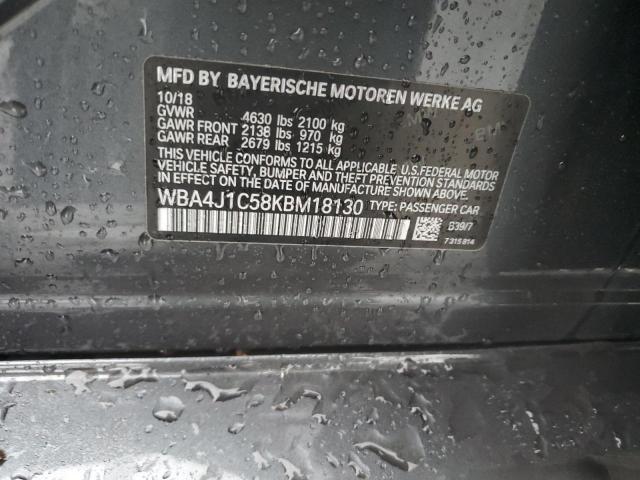 MFD BY BAYERISCHE MOTOREN WERKE AG
10/18
GVWR 4630 lbs 2100 kg
GAWR FRONT 2138 lbs 970 kg
GAWR REAR 2679 lbs 1215 kg
THIS VEHICLE CONFORMS TO ALL APPLICABLE U.S.FEDERAL MOTOR
VEHICLE SAFETY, BUMPER, AND THEFT PREVENTION STANDARDS
IN EFFECT ON THE DATE OF MANUFACTURE SHOWN ABOVE.
WBA4J1C58KBM18130 TYPE: PASSENGER CAR
B39/7
7315814